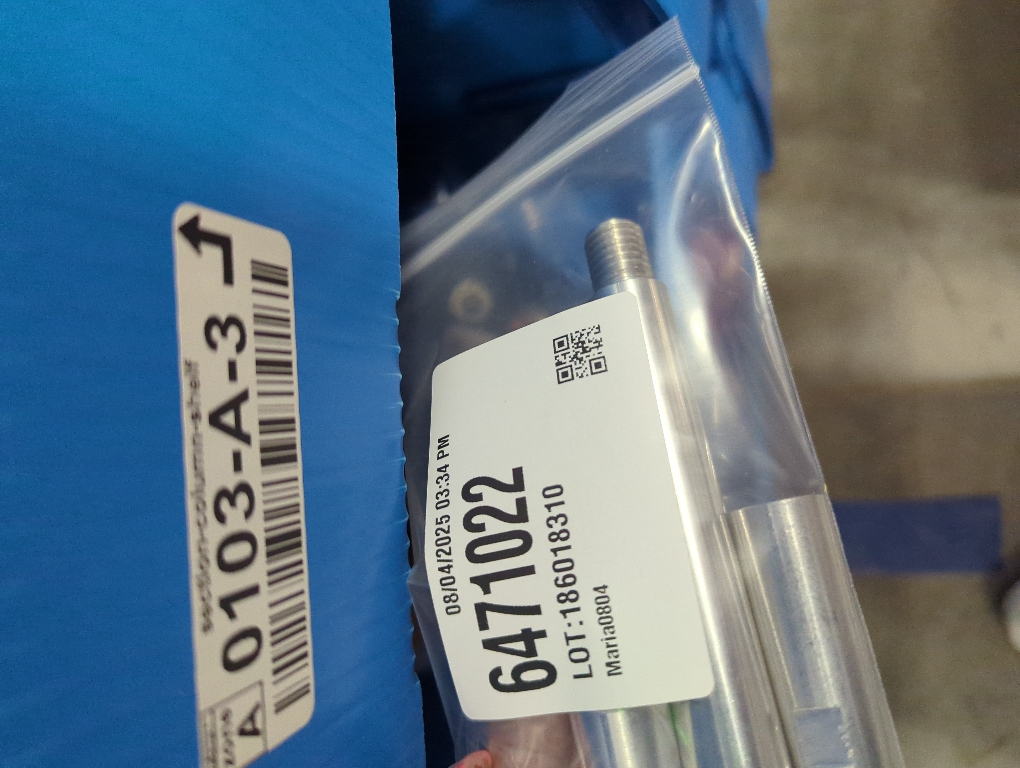 section-column-shelf
0103-A-3
A
08/04/2025 03:34 PM
6471022
LOT:186018310
Maria0804